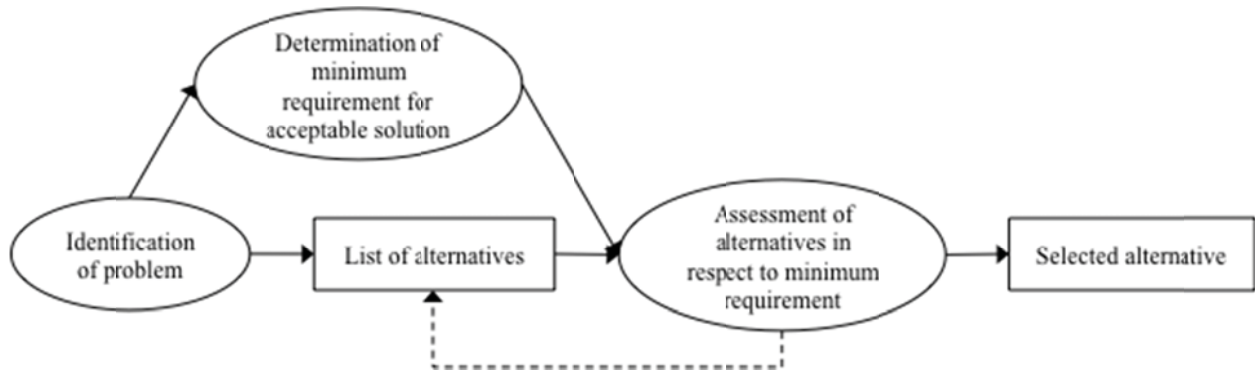 Determination of
minimum
requirement for
acceptable solution
Identification
of problem
List of alternatives
Assessment of
alternatives in
respect to minimum
requirement
Selected alternative